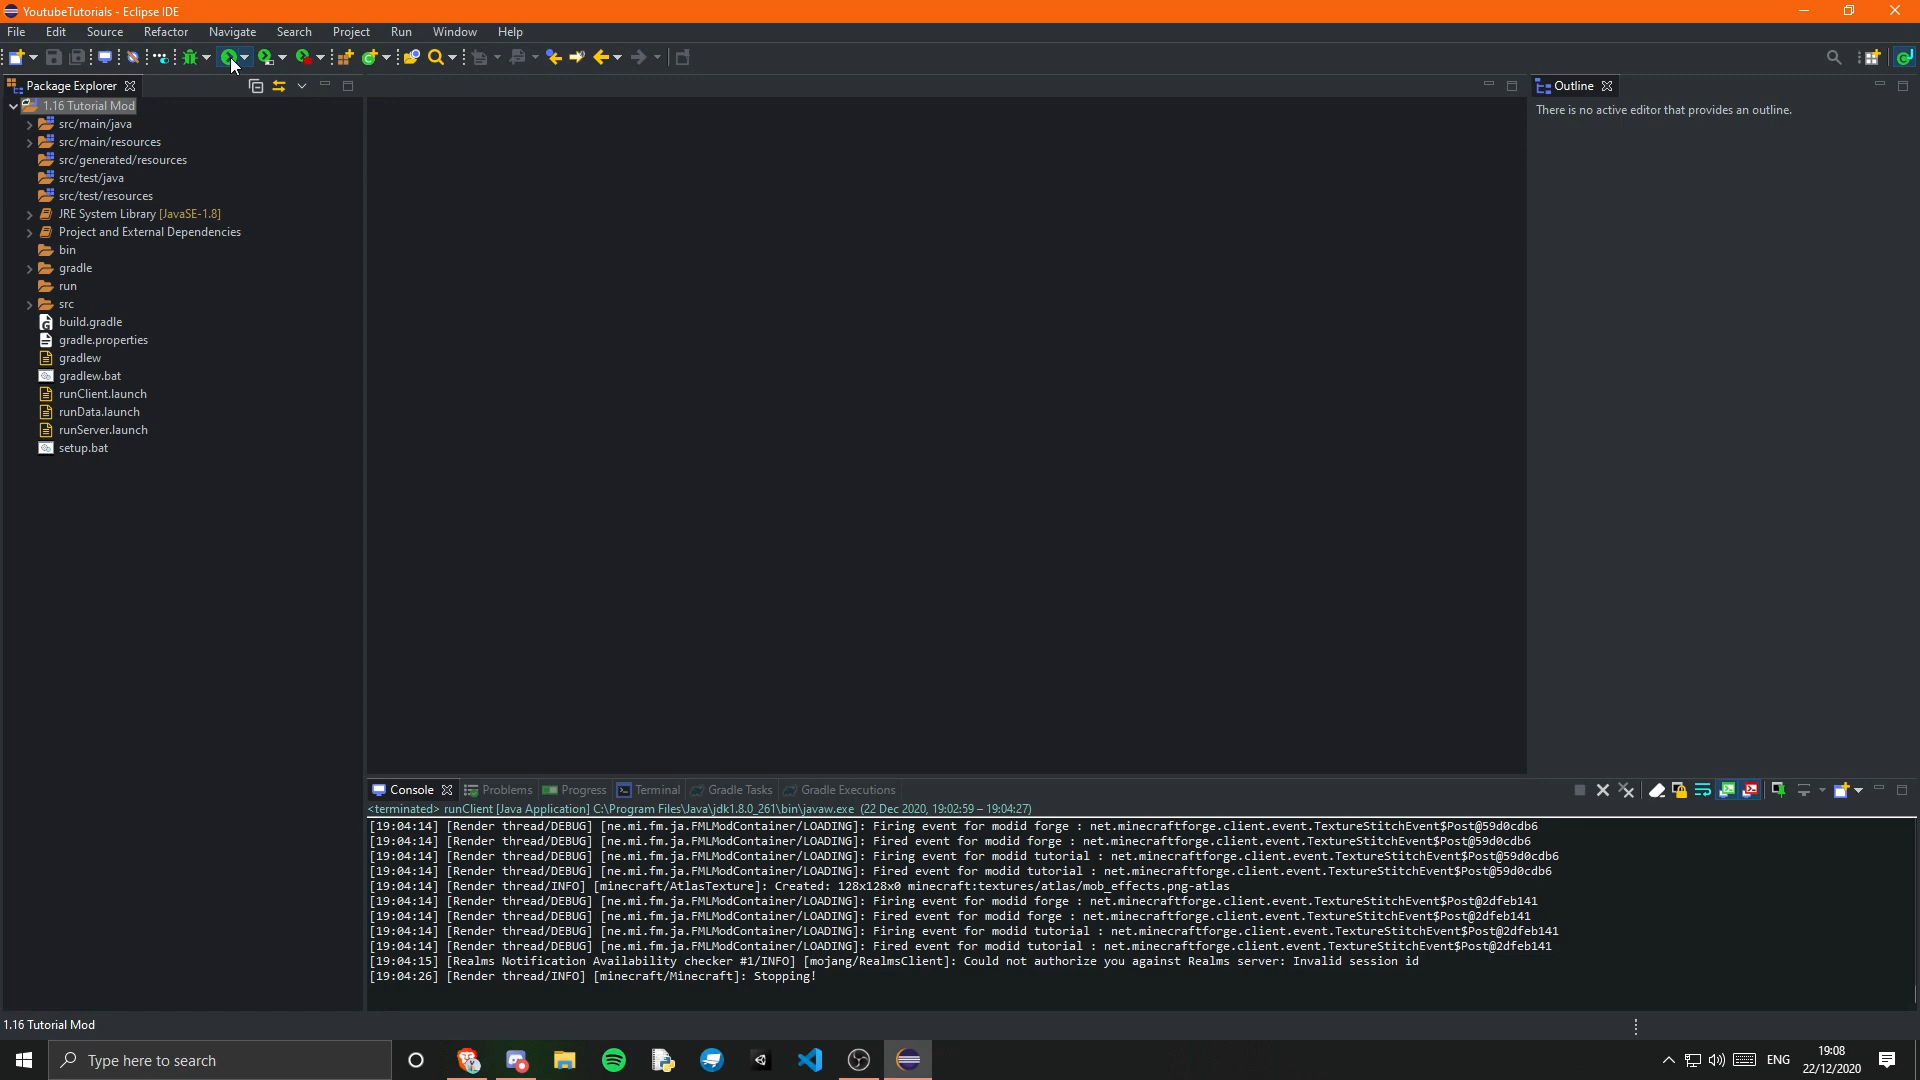 YoutubeTutorials - Eclipse IDE
File Edit Source Refactor Navigate Search Project Run Window Help
Package Explorer
1.16 Tutorial Mod
src/main/java
src/main/resources
src/generated/resources
src/test/java
src/test/resources
JRE System Library [JavaSE-1.8]
Project and External Dependencies
bin
gradle
run
src
build.gradle
gradle.properties
gradlew
gradlew.bat
runClient.launch
runData.launch
runServer.launch
setup.bat
Outline
There is no active editor that provides an outline.
Console Problems Progress Terminal Gradle Tasks Gradle Executions
<terminated> runClient [Java Application] C:\Program Files\Java\jdk1.8.0_261\bin\javaw.exe (22 Dec 2020, 19:02:59 – 19:04:27)
[19:04:14] [Render thread/DEBUG] [ne.mi.fm.ja.FMLModContainer/LOADING]: Firing event for modid forge : net.minecraftforge.client.event.TextureStitchEvent$Post@59d0cdb6
[19:04:14] [Render thread/DEBUG] [ne.mi.fm.ja.FMLModContainer/LOADING]: Fired event for modid forge : net.minecraftforge.client.event.TextureStitchEvent$Post@59d0cdb6
[19:04:14] [Render thread/DEBUG] [ne.mi.fm.ja.FMLModContainer/LOADING]: Firing event for modid tutorial : net.minecraftforge.client.event.TextureStitchEvent$Post@59d0cdb6
[19:04:14] [Render thread/DEBUG] [ne.mi.fm.ja.FMLModContainer/LOADING]: Fired event for modid tutorial : net.minecraftforge.client.event.TextureStitchEvent$Post@59d0cdb6
[19:04:14] [Render thread/INFO] [minecraft/AtlasTexture]: Created: 128x128x0 minecraft:textures/atlas/mob_effects.png-atlas
[19:04:14] [Render thread/DEBUG] [ne.mi.fm.ja.FMLModContainer/LOADING]: Firing event for modid forge : net.minecraftforge.client.event.TextureStitchEvent$Post@2dfeb141
[19:04:14] [Render thread/DEBUG] [ne.mi.fm.ja.FMLModContainer/LOADING]: Fired event for modid forge : net.minecraftforge.client.event.TextureStitchEvent$Post@2dfeb141
[19:04:14] [Render thread/DEBUG] [ne.mi.fm.ja.FMLModContainer/LOADING]: Firing event for modid tutorial : net.minecraftforge.client.event.TextureStitchEvent$Post@2dfeb141
[19:04:14] [Render thread/DEBUG] [ne.mi.fm.ja.FMLModContainer/LOADING]: Fired event for modid tutorial : net.minecraftforge.client.event.TextureStitchEvent$Post@2dfeb141
[19:04:15] [Realms Notification Availability checker #1/INFO] [mojang/RealmsClient]: Could not authorize you against Realms server: Invalid session id
[19:04:26] [Render thread/INFO] [minecraft/Minecraft]: Stopping!
1.16 Tutorial Mod
Type here to search
ENG
19:08
22/12/2020